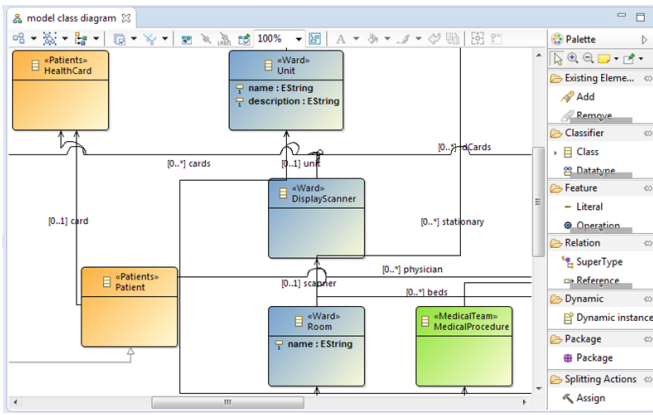 model class diagram
100%
«Patients»
HealthCard
«Ward»
Unit
name : EString
description : EString
[0..*] cards
[0..1] unit
[0..*] dCards
«Ward»
DisplayScanner
[0..1] card
[0..*] stationary
«Patients»
Patient
[0..*] physician
[0..1] scanner
[0..*] beds
«Ward»
Room
name : EString
«MedicalTeam»
MedicalProcedure
Palette
Existing Eleme...
Add
Remove
Classifier
Class
Datatype
Feature
Literal
Operation
Relation
SuperType
Reference
Dynamic
Dynamic instance
Package
Package
Splitting Actions
Assign